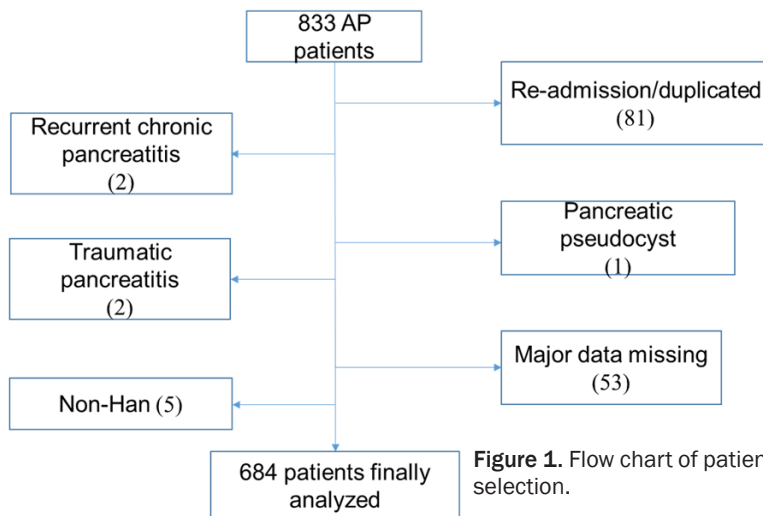 833 AP
patients
Re-admission/duplicated
(81)
Recurrent chronic
pancreatitis
(2)
Pancreatic
pseudocyst
(1)
Traumatic
pancreatitis
(2)
Major data missing
(53)
Non-Han (5)
684 patients finally
analyzed
Figure 1. Flow chart of patien
selection.